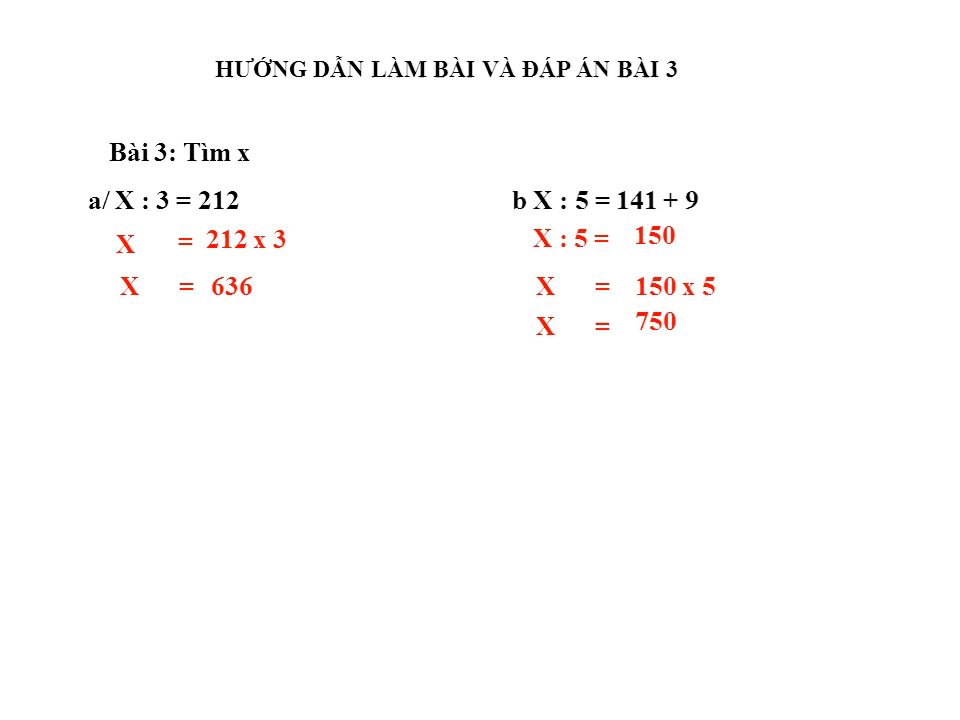 HƯỚNG DẪN LÀM BÀI VÀ ĐÁP ÁN BÀI 3
Bài 3: Tìm x
a/ X : 3 = 212
X = 212 x 3
X = 636
b X : 5 = 141 + 9
X : 5 = 150
X = 150 x 5
X = 750